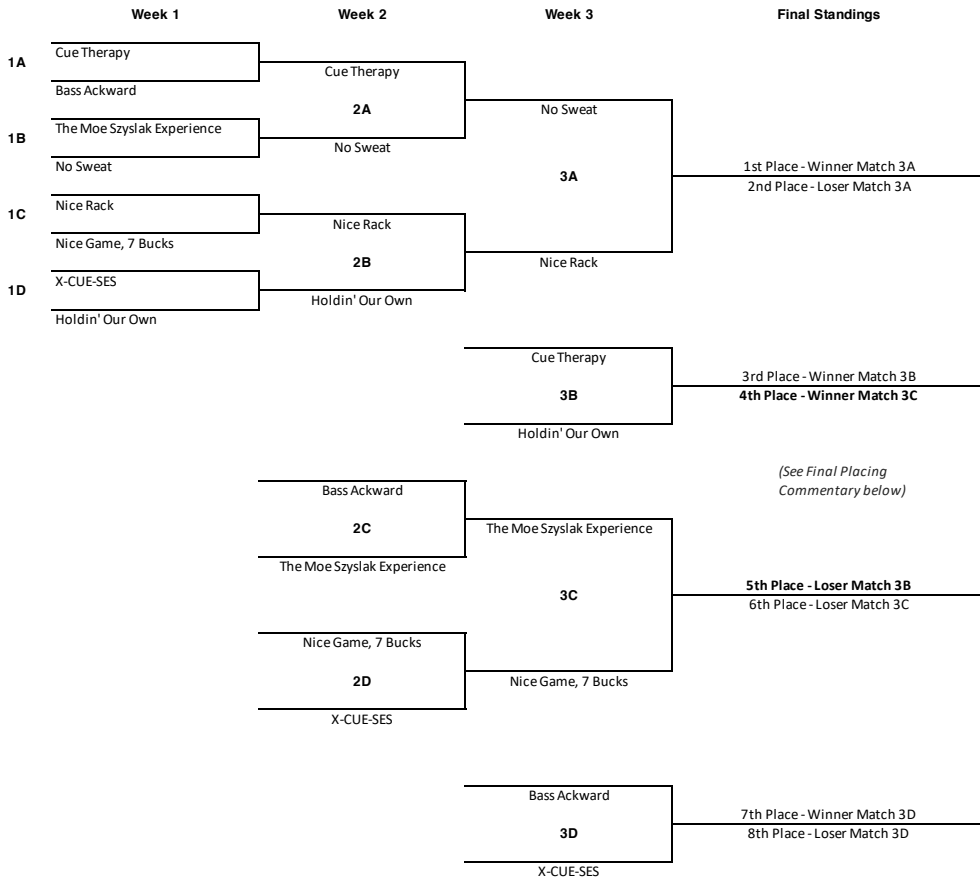 Week 1 Week 2 Week 3 Final Standings
Cue Therapy
1A
Cue Therapy
Bass Ackward
2A
No Sweat
The Moe Szyslak Experience
1B
No Sweat
No Sweat
3A
1st Place - Winner Match 3A
2nd Place - Loser Match 3A
Nice Rack
1C
Nice Rack
Nice Game, 7 Bucks
2B
Nice Rack
X-CUE-SES
1D
Holdin' Our Own
Holdin' Our Own
Cue Therapy
3B
Holdin' Our Own
3rd Place - Winner Match 3B
4th Place - Winner Match 3C
(See Final Placing
Commentary below)
Bass Ackward
2C
The Moe Szyslak Experience
The Moe Szyslak Experience
3C
5th Place - Loser Match 3B
6th Place - Loser Match 3C
Nice Game, 7 Bucks
2D
Nice Game, 7 Bucks
X-CUE-SES
Bass Ackward
3D
X-CUE-SES
7th Place - Winner Match 3D
8th Place - Loser Match 3D